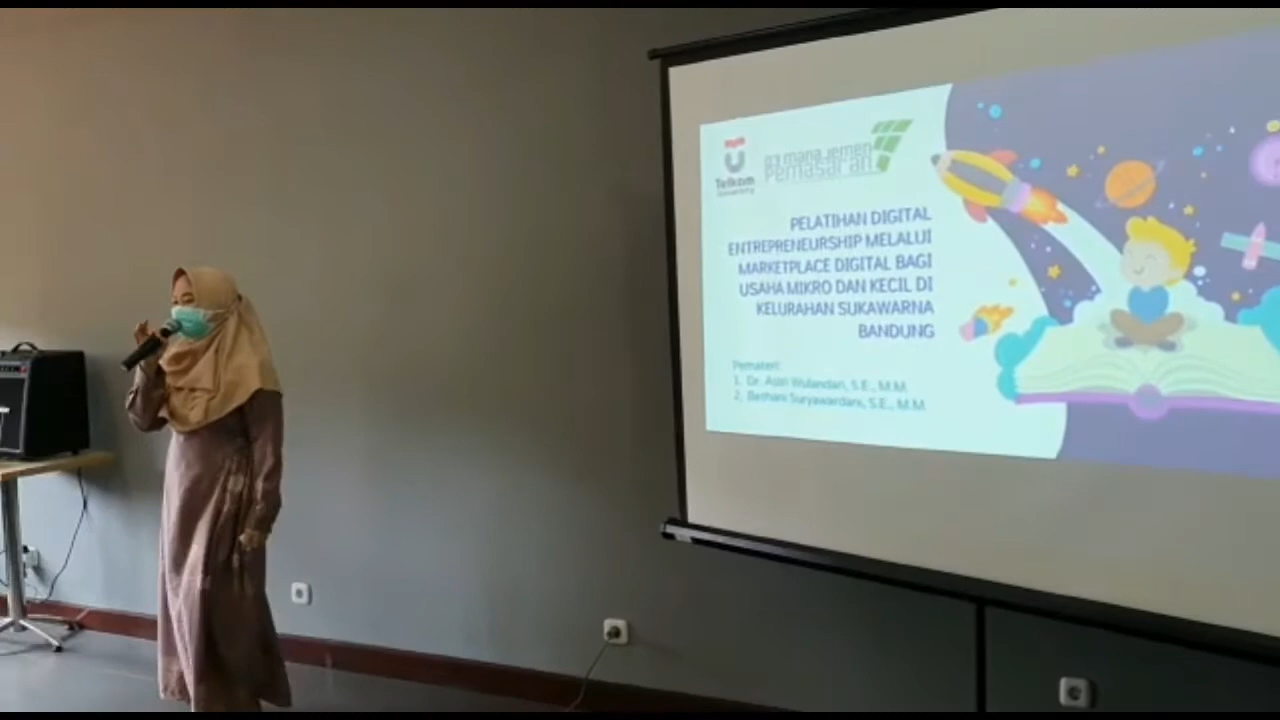 Telkom
University
D3 manajemen
Pemasaran
PELATIHAN DIGITAL
ENTREPRENEURSHIP MELALUI
MARKETPLACE DIGITAL BAGI
USAHA MIKRO DAN KECIL DI
KELURAHAN SUKAWARNA
BANDUNG
Pemateri:
1. Dr. Astri Wulandari, S.E., M.M.
2. Bethani Suryawardani, S.E., M.M.